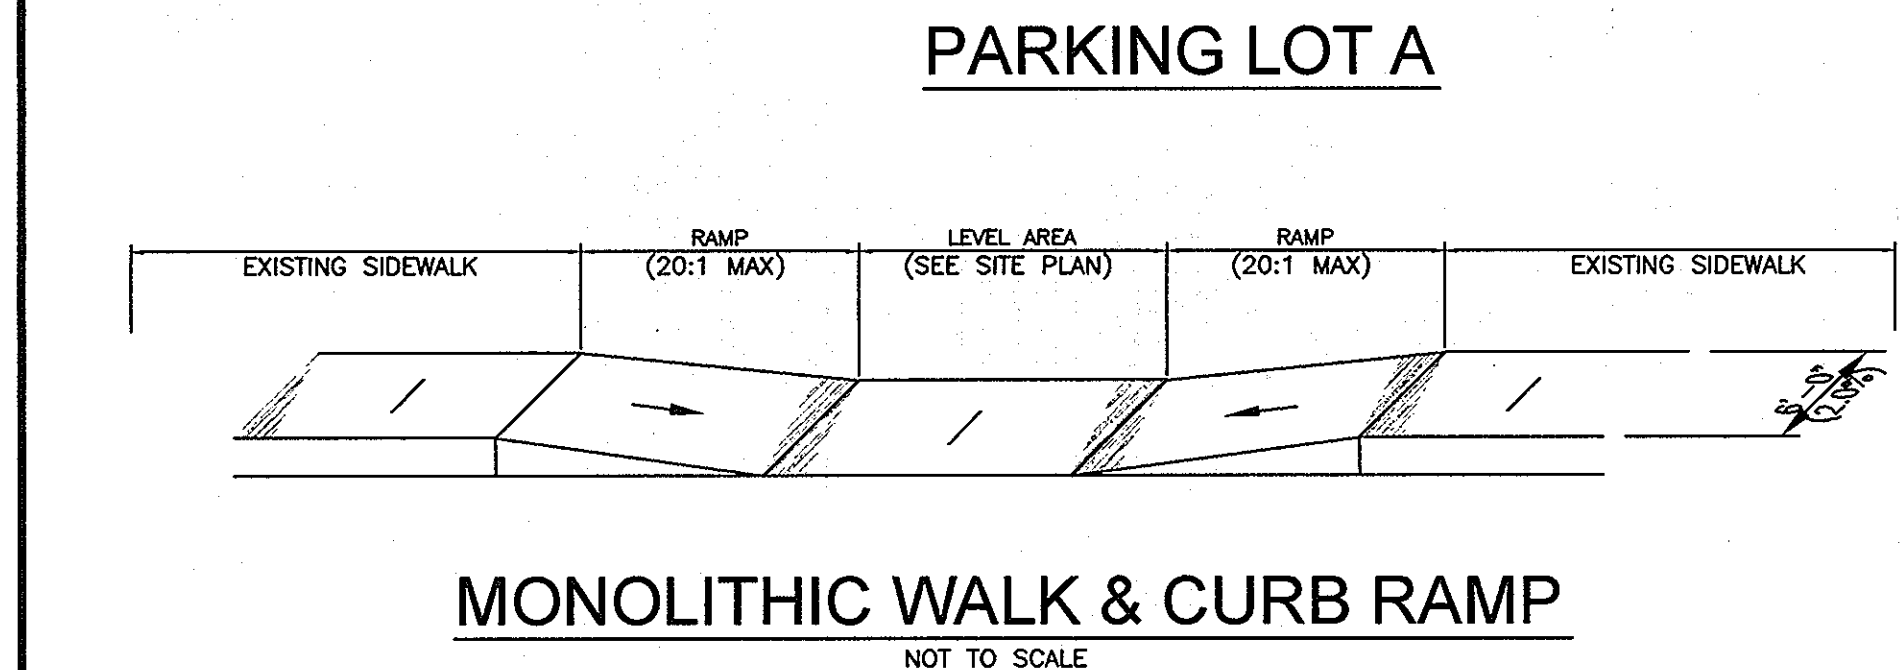 PARKING LOT A
EXISTING SIDEWALK
RAMP
(20:1 MAX)
LEVEL AREA
(SEE SITE PLAN)
RAMP
(20:1 MAX)
EXISTING SIDEWALK
6'-0"
(2.0%)
MONOLITHIC WALK & CURB RAMP
NOT TO SCALE